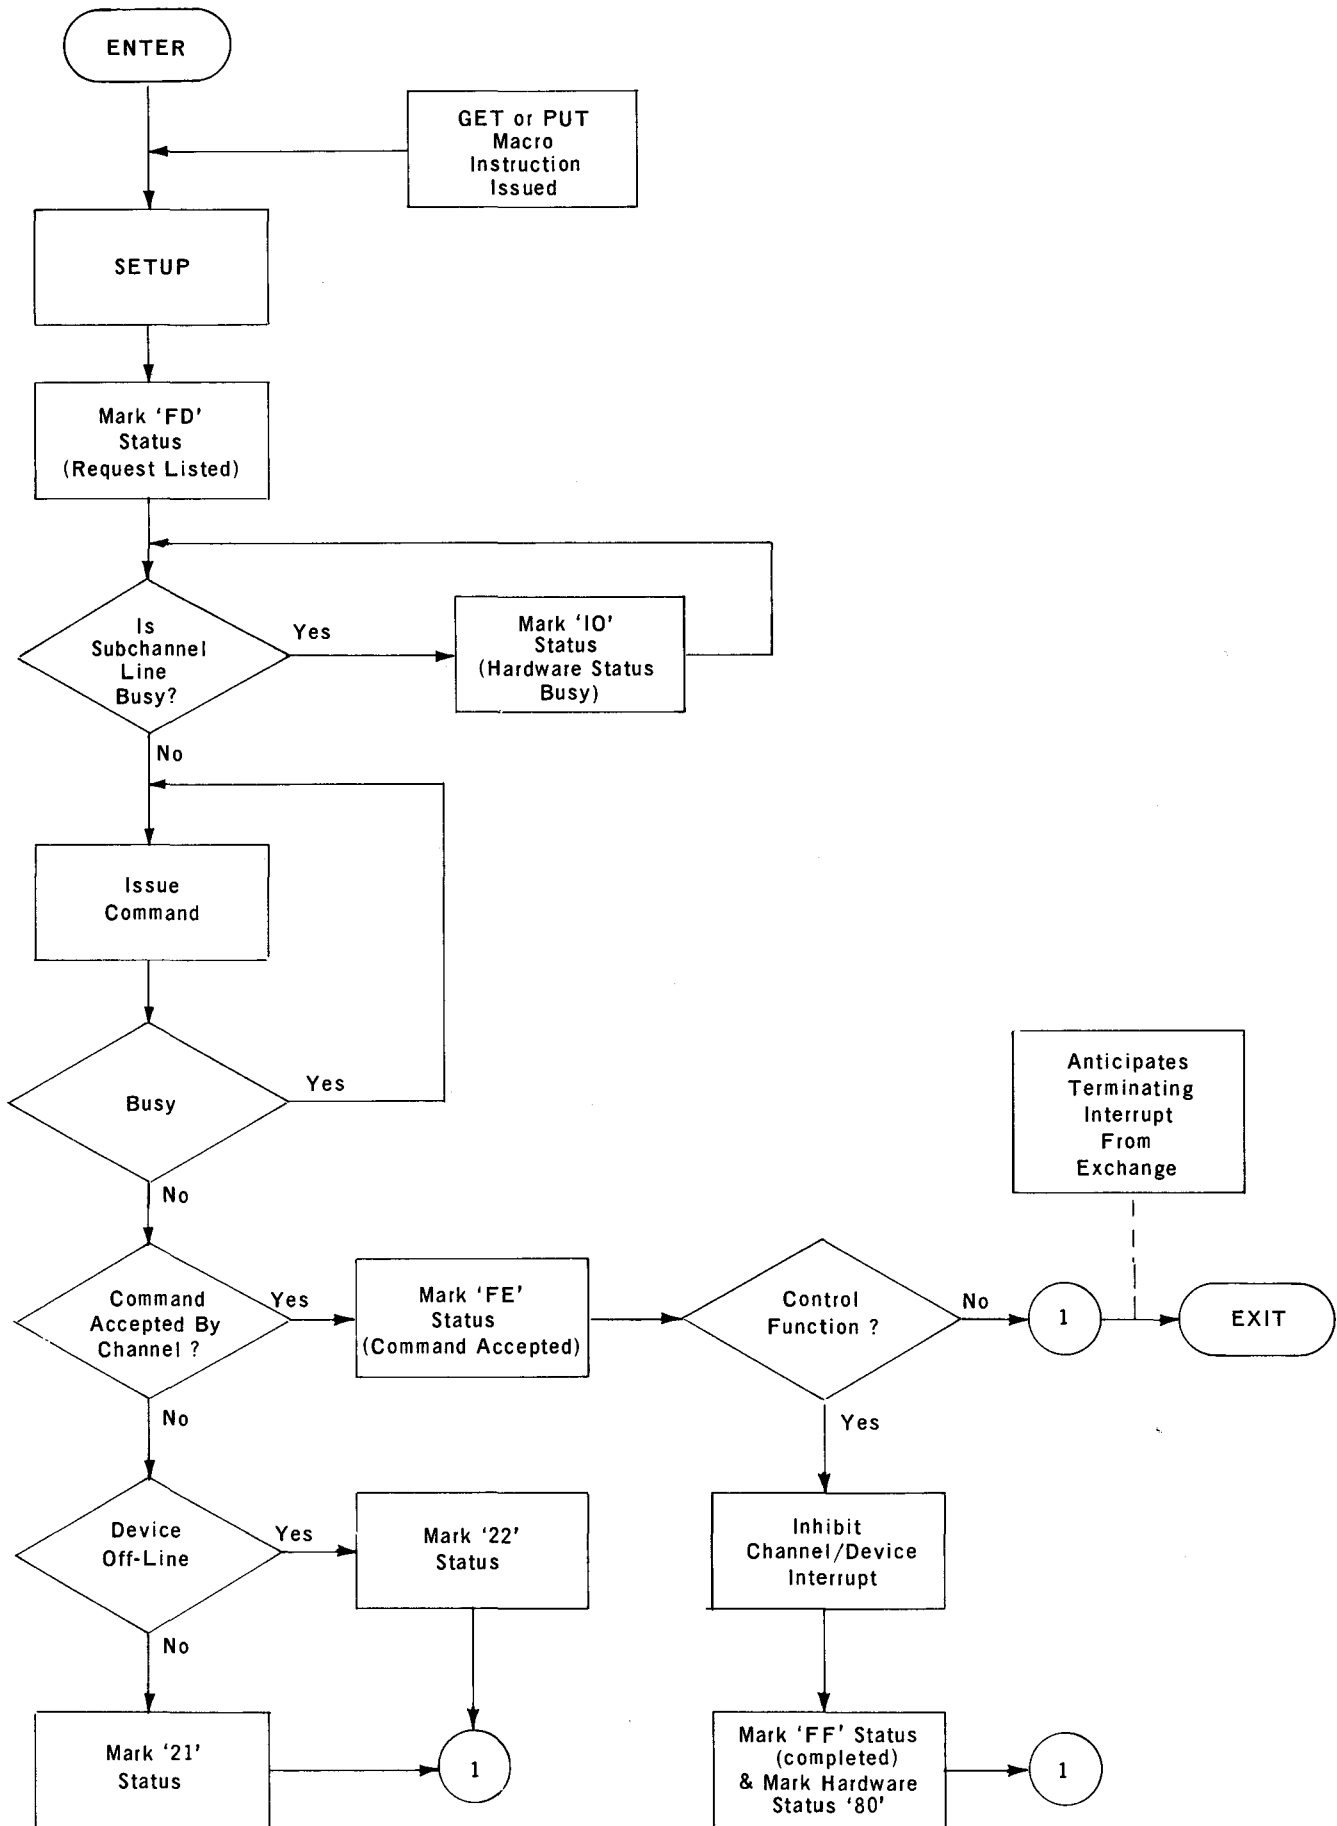 ENTER
GET or PUT
Macro
Instruction
Issued
SETUP
Mark ‘FD’
Status
(Request Listed)
Is
Subchannel
Line
Busy?
Yes
Mark ‘IO’
Status
(Hardware Status
Busy)
No
Issue
Command
Busy
Yes
No
Anticipates
Terminating
Interrupt
From
Exchange
Command
Accepted By
Channel ?
Yes
Mark ‘FE’
Status
(Command Accepted)
Control
Function ?
No
1
EXIT
No
Yes
Device
Off-Line
Yes
Mark ‘22’
Status
Inhibit
Channel/Device
Interrupt
No
Mark ‘21’
Status
1
Mark ‘FF’ Status
(completed)
& Mark Hardware
Status ‘80’
1